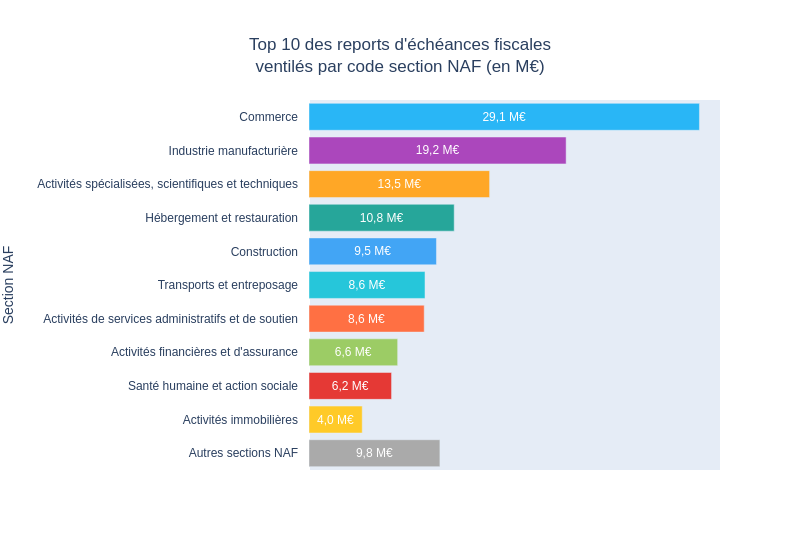 Top 10 des reports d'échéances fiscales
ventilés par code section NAF (en M€)
Section NAF
Commerce 29,1 M€
Industrie manufacturière 19,2 M€
Activités spécialisées, scientifiques et techniques 13,5 M€
Hébergement et restauration 10,8 M€
Construction 9,5 M€
Transports et entreposage 8,6 M€
Activités de services administratifs et de soutien 8,6 M€
Activités financières et d'assurance 6,6 M€
Santé humaine et action sociale 6,2 M€
Activités immobilières 4,0 M€
Autres sections NAF 9,8 M€